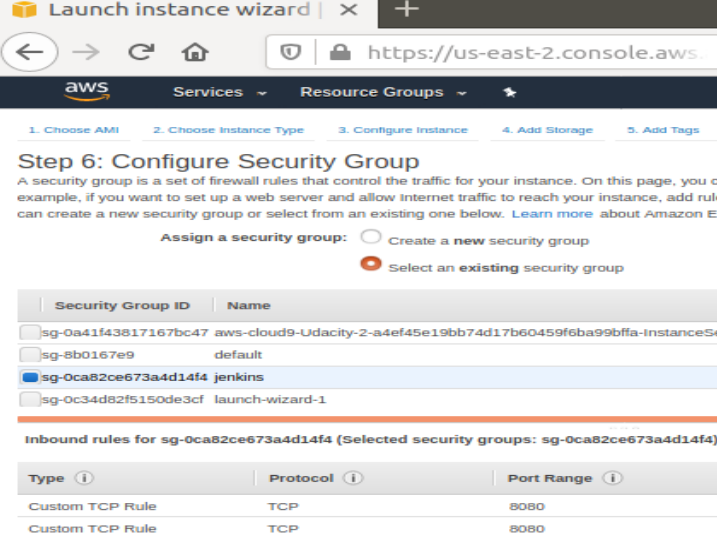 Launch instance wizard |
https://us-east-2.console.aws.
aws Services Resource Groups
1. Choose AMI 2. Choose Instance Type 3. Configure Instance 4. Add Storage 5. Add Tags
Step 6: Configure Security Group
A security group is a set of firewall rules that control the traffic for your instance. On this page, you
example, if you want to set up a web server and allow Internet traffic to reach your instance, add
can create a new security group or select from an existing one below. Learn more about Amazon
Assign a security group: Create a new security group
Select an existing security group
Security Group ID Name
sg-0a41f43817167bc47 aws-cloud9-Udacity-2-a4ef45e19bb74d17b60459f6ba99bffa-InstanceSe
sg-8b0167e9 default
sg-0ca82ce673a4d14f4 jenkins
sg-0c34d82f5150de3cf launch-wizard-1
Inbound rules for sg-0ca82ce673a4d14f4 (Selected security groups: sg-0ca82ce673a4d14f4)
Type Protocol Port Range
Custom TCP Rule TCP 8080
Custom TCP Rule TCP 8080